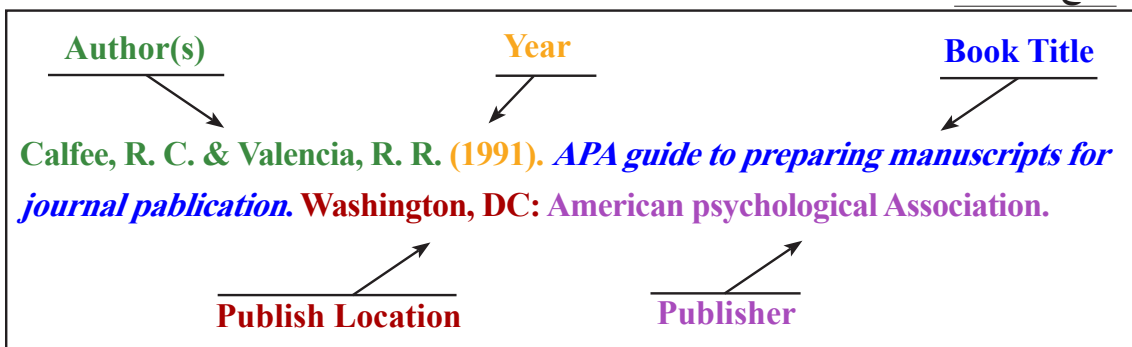 Author(s)
Year
Book Title
Calfee, R. C. & Valencia, R. R. (1991). APA guide to preparing manuscripts for
journal pablication. Washington, DC: American psychological Association.
Publish Location
Publisher